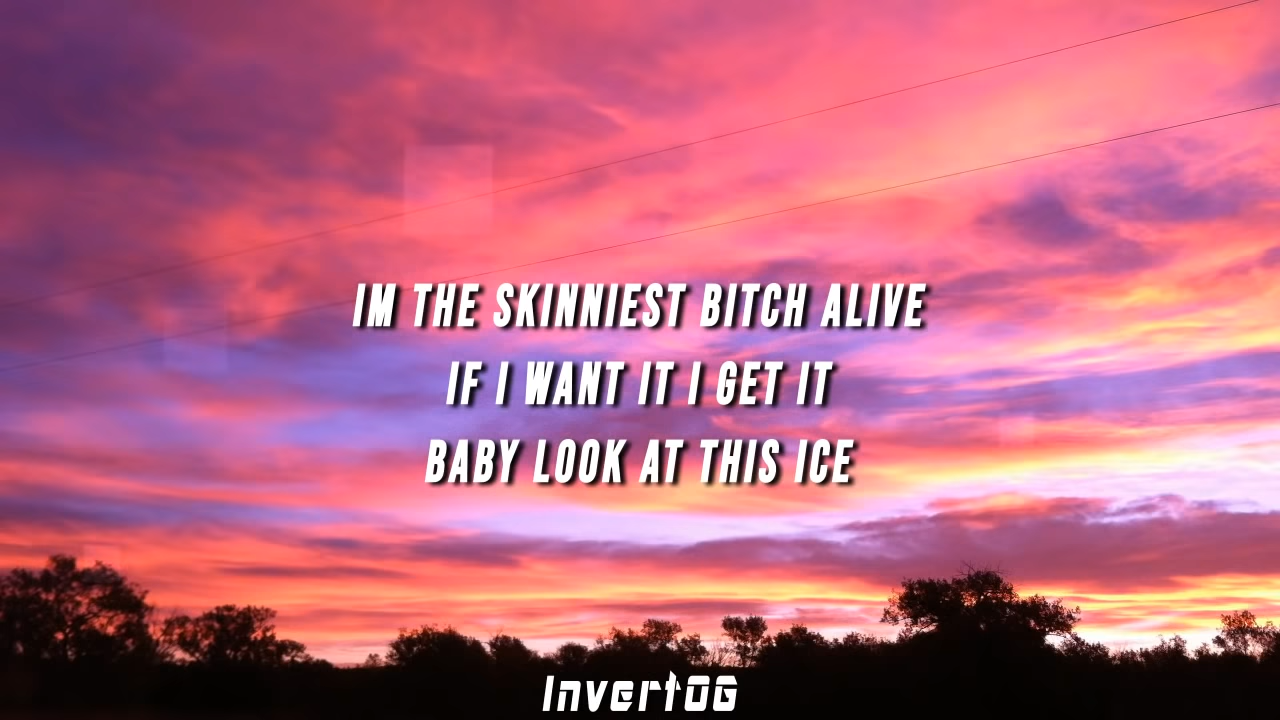 IM THE SKINNIEST BITCH ALIVE
IF I WANT IT I GET IT
BABY LOOK AT THIS ICE
InvertOG